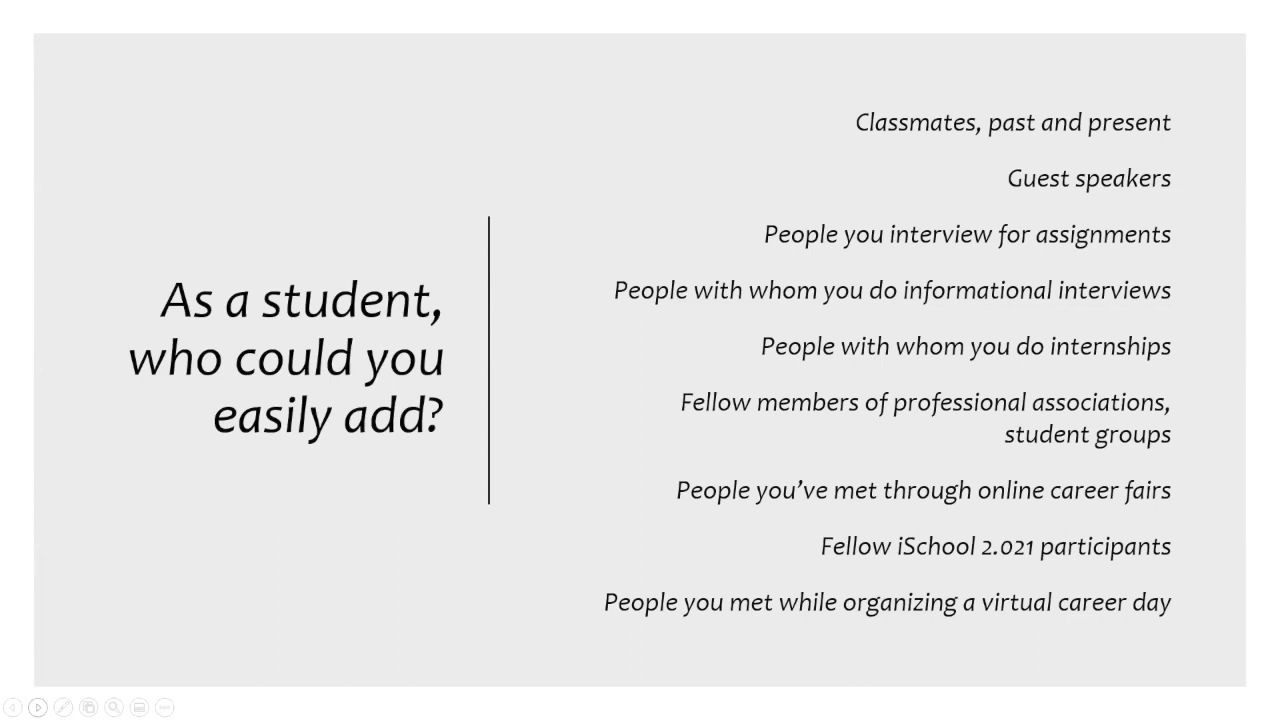 As a student,
who could you
easily add?
Classmates, past and present
Guest speakers
People you interview for assignments
People with whom you do informational interviews
People with whom you do internships
Fellow members of professional associations,
student groups
People you’ve met through online career fairs
Fellow iSchool 2.021 participants
People you met while organizing a virtual career day